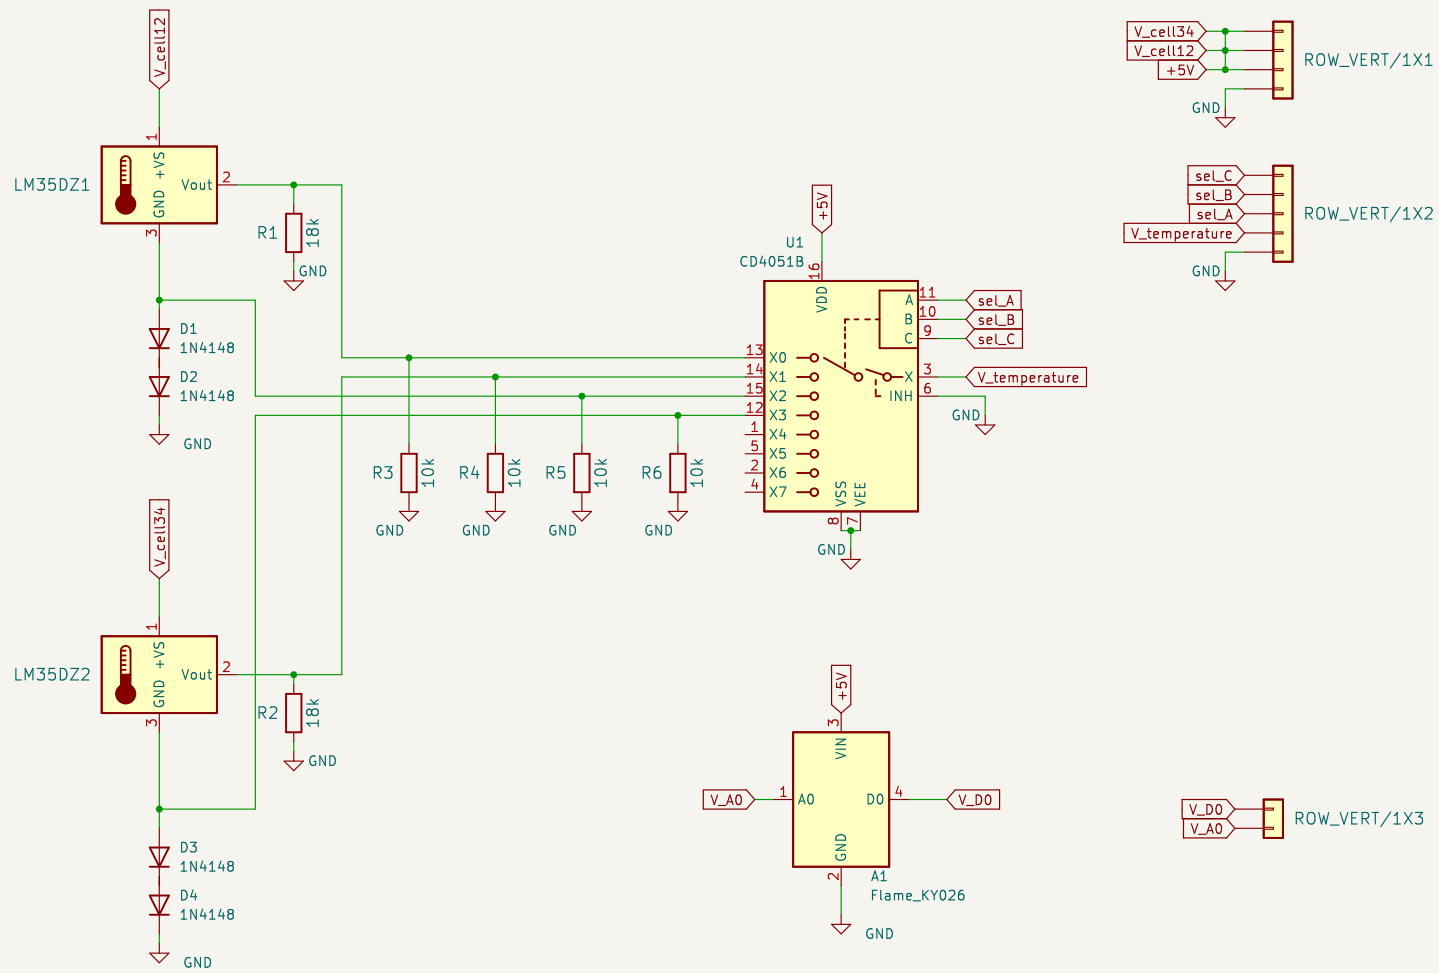 V_cell12
1
+VS
LM35DZ1
Vout
2
GND
3
R1
18k
GND
D1
1N4148
D2
1N4148
GND
V_cell34
1
+VS
LM35DZ2
Vout
2
GND
3
R2
18k
GND
D3
1N4148
D4
1N4148
GND
R3
10k
GND
R4
10k
GND
R5
10k
GND
R6
10k
GND
+5V
U1
CD4051B
16
VDD
A
11
sel_A
B
10
sel_B
C
9
sel_C
13
X0
14
X1
15
X2
12
X3
1
X4
5
X5
2
X6
4
X7
X
3
V_temperature
INH
6
GND
VSS
VEE
8
7
GND
+5V
3
VIN
V_A0
1
A0
D0
4
V_D0
GND
2
A1
Flame_KY026
GND
V_cell34
V_cell12
+5V
GND
ROW_VERT/1X1
sel_C
sel_B
sel_A
V_temperature
GND
ROW_VERT/1X2
V_D0
V_A0
ROW_VERT/1X3